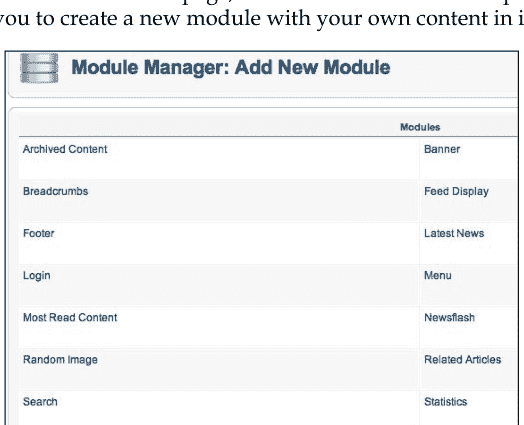 you to create a new module with your own content in i
Module Manager: Add New Module
Modules
Archived Content Banner
Breadcrumbs Feed Display
Footer Latest News
Login Menu
Most Read Content Newsflash
Random Image Related Articles
Search Statistics